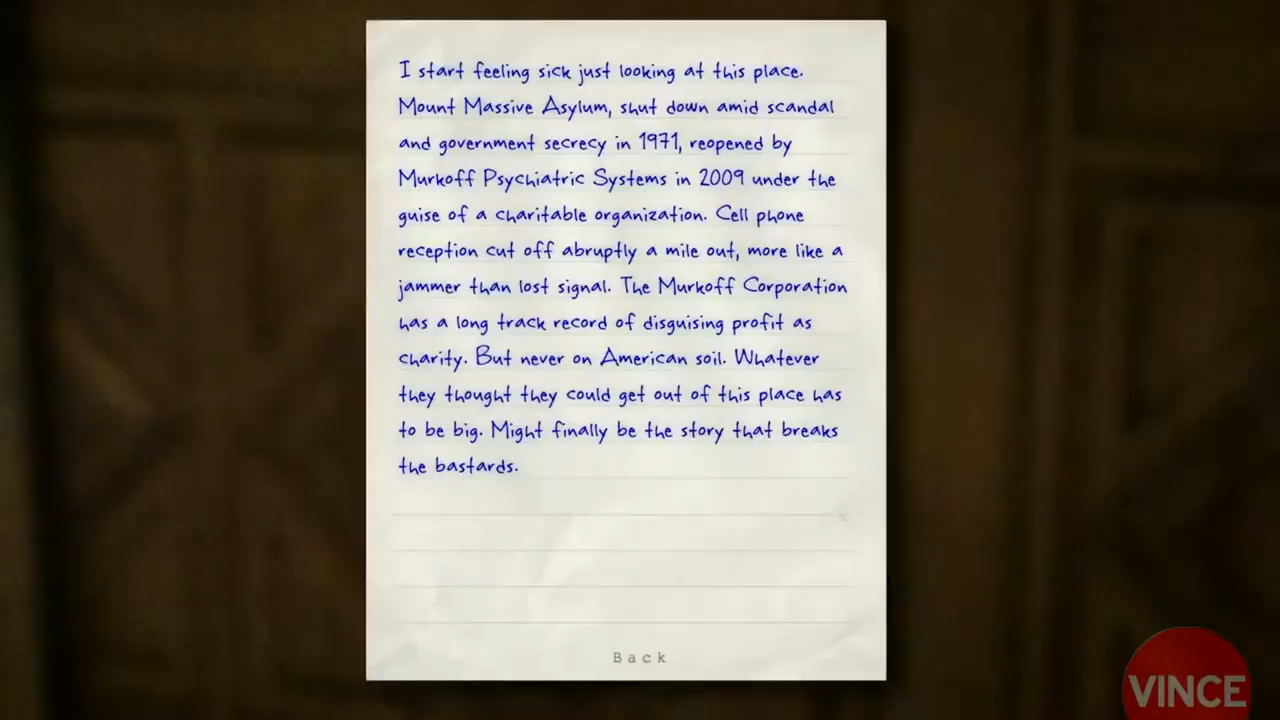 I start feeling sick just looking at this place.
Mount Massive Asylum, shut down amid scandal
and government secrecy in 1971, reopened by
Murkoff Psychiatric Systems in 2009 under the
guise of a charitable organization. Cell phone
reception cut off abruptly a mile out, more like a
jammer than lost signal. The Murkoff Corporation
has a long track record of disguising profit as
charity. But never on American soil. Whatever
they thought they could get out of this place has
to be big. Might finally be the story that breaks
the bastards.
Back
VINCE